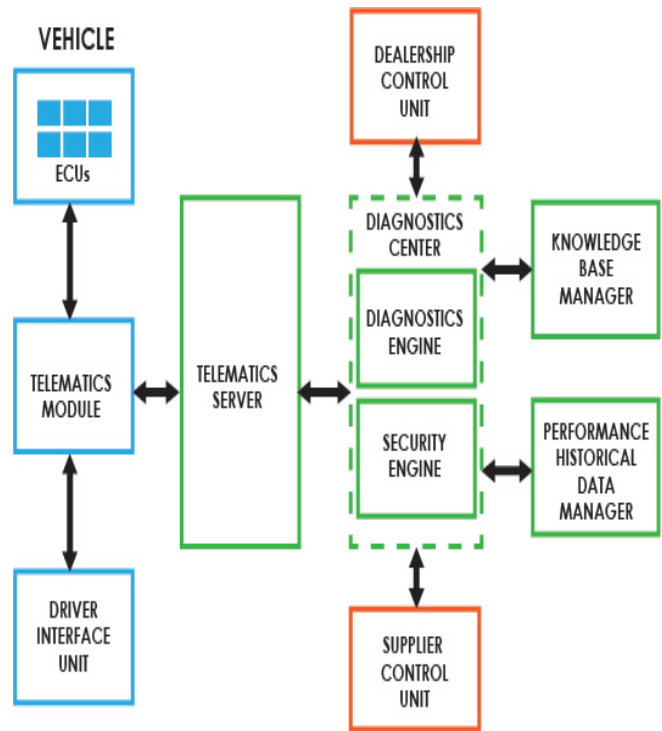 VEHICLE
ECUs
TELEMATICS
MODULE
DRIVER
INTERFACE
UNIT
TELEMATICS
SERVER
DEALERSHIP
CONTROL
UNIT
DIAGNOSTICS
CENTER
DIAGNOSTICS
ENGINE
SECURITY
ENGINE
SUPPLIER
CONTROL
UNIT
KNOWLEDGE
BASE
MANAGER
PERFORMANCE
HISTORICAL
DATA
MANAGER